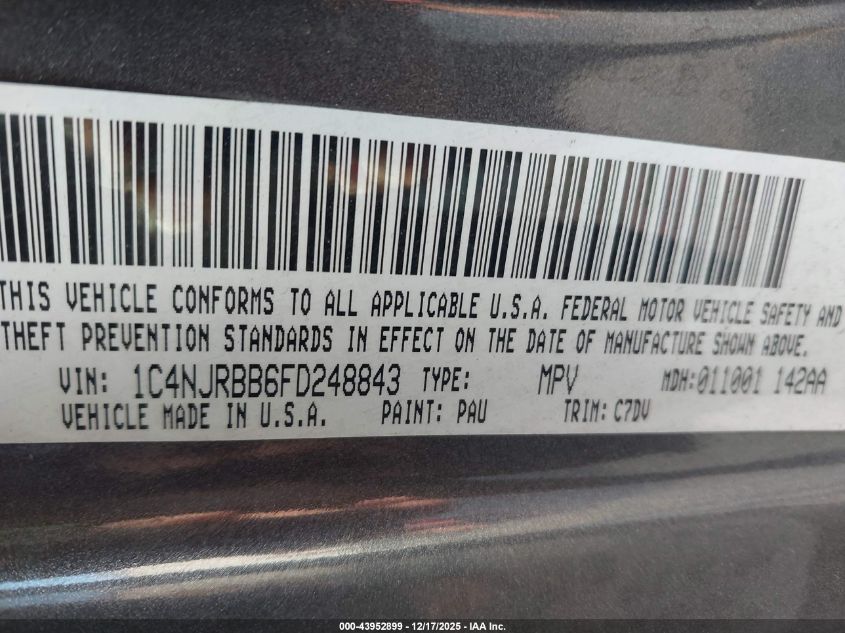 THIS VEHICLE CONFORMS TO ALL APPLICABLE U.S.A. FEDERAL MOTOR VEHICLE SAFETY AND
THEFT PREVENTION STANDARDS IN EFFECT ON THE DATE OF MANUFACTURE SHOWN ABOVE.
VIN: 1C4NJRBB6FD248843 TYPE: MPV MDH:011001 142AA
VEHICLE MADE IN U.S.A. PAINT: PAU TRIM: C7DV
000-43952899 - 12/17/2025 - IAA Inc.